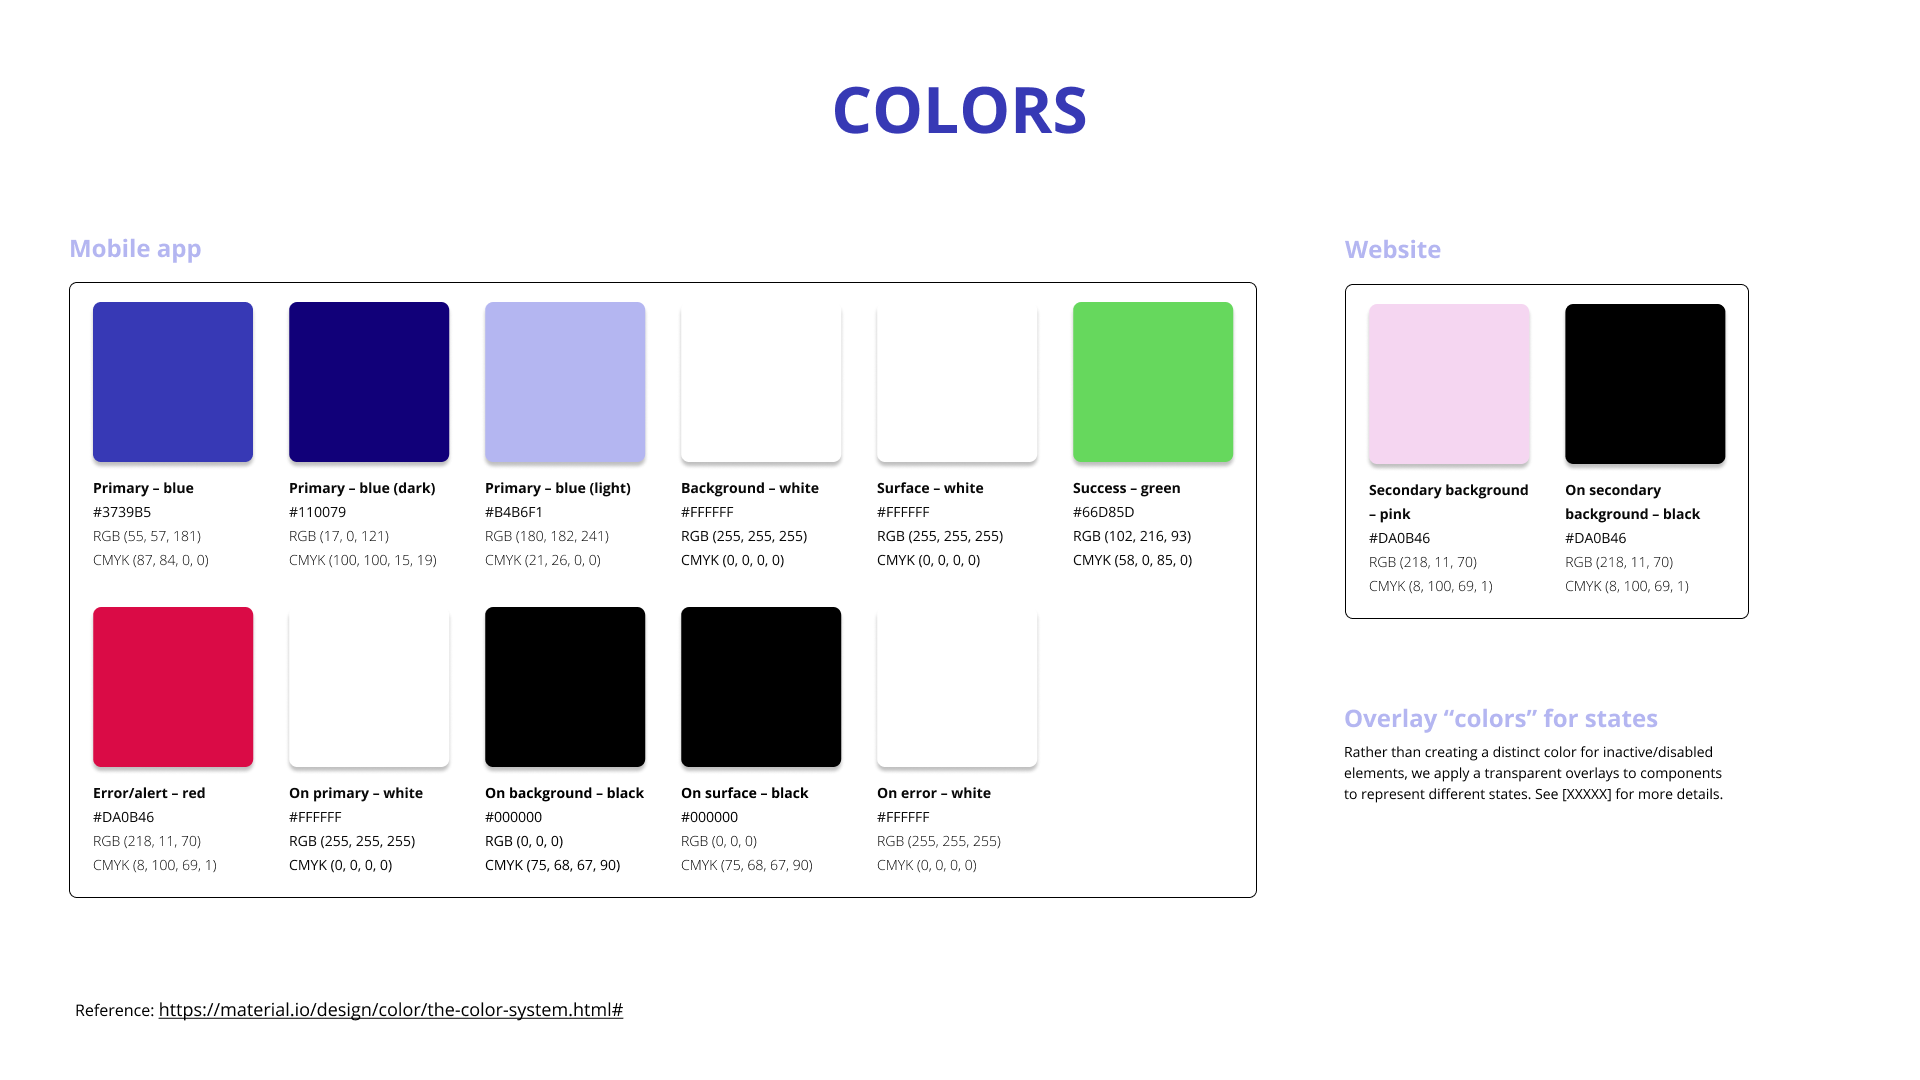 COLORS
Mobile app
Primary – blue
#3739B5
RGB (55, 57, 181)
CMYK (87, 84, 0, 0)
Primary – blue (dark)
#110079
RGB (17, 0, 121)
CMYK (100, 100, 15, 19)
Primary – blue (light)
#B4B6F1
RGB (180, 182, 241)
CMYK (21, 26, 0, 0)
Background – white
#FFFFFF
RGB (255, 255, 255)
CMYK (0, 0, 0, 0)
Surface – white
#FFFFFF
RGB (255, 255, 255)
CMYK (0, 0, 0, 0)
Success – green
#66D85D
RGB (102, 216, 93)
CMYK (58, 0, 85, 0)
Error/alert – red
#DA0B46
RGB (218, 11, 70)
CMYK (8, 100, 69, 1)
On primary – white
#FFFFFF
RGB (255, 255, 255)
CMYK (0, 0, 0, 0)
On background – black
#000000
RGB (0, 0, 0)
CMYK (75, 68, 67, 90)
On surface – black
#000000
RGB (0, 0, 0)
CMYK (75, 68, 67, 90)
On error – white
#FFFFFF
RGB (255, 255, 255)
CMYK (0, 0, 0, 0)
Website
Secondary background
– pink
#DA0B46
RGB (218, 11, 70)
CMYK (8, 100, 69, 1)
On secondary
background – black
#DA0B46
RGB (218, 11, 70)
CMYK (8, 100, 69, 1)
Overlay “colors” for states
Rather than creating a distinct color for inactive/disabled
elements, we apply a transparent overlays to components
to represent different states. See [XXXXX] for more details.
Reference: https://material.io/design/color/the-color-system.html#